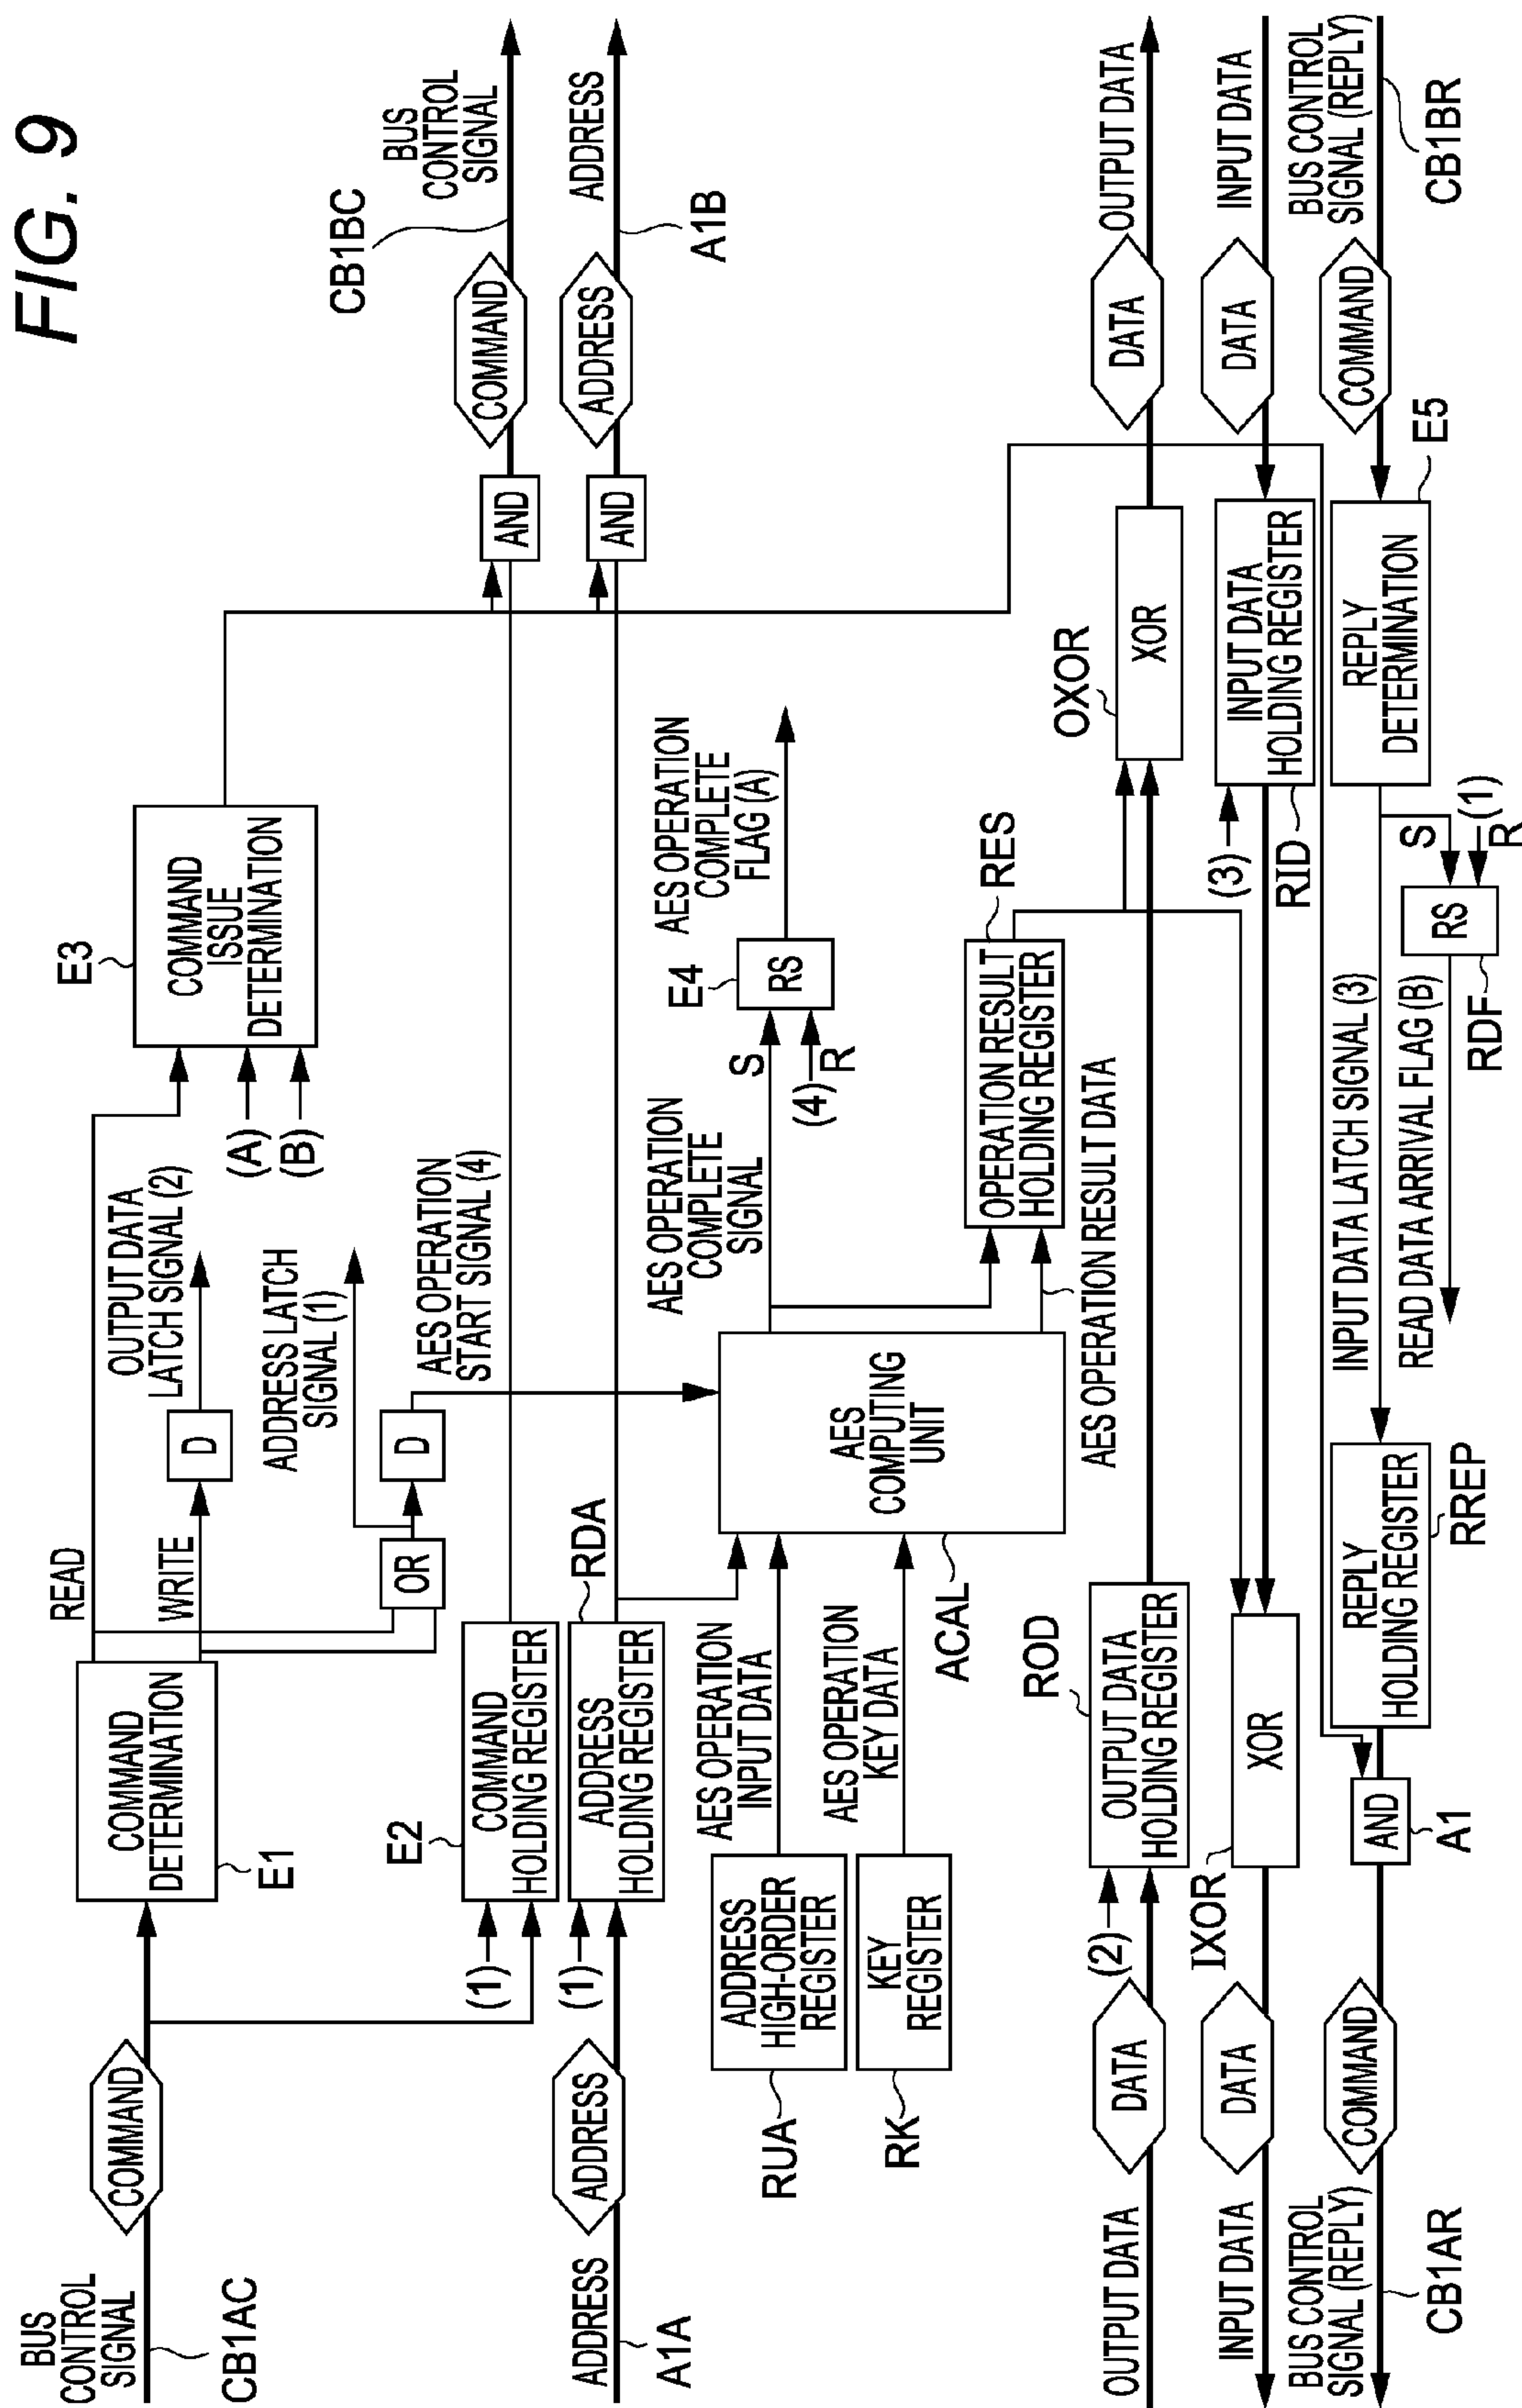 FIG. 9
BUS
CONTROL
SIGNAL
CB1AC
COMMAND
COMMAND
DETERMINATION
E1
READ
WRITE
D
OUTPUT DATA
LATCH SIGNAL (2)
ADDRESS LATCH
SIGNAL (1)
OR
D
AES OPERATION
START SIGNAL (4)
(A)
(B)
E3
COMMAND
ISSUE
DETERMINATION
(1)
E2
COMMAND
HOLDING REGISTER
AND
COMMAND
CB1BC
BUS
CONTROL
SIGNAL
ADDRESS
A1A
ADDRESS
(1)
ADDRESS
HOLDING REGISTER
RDA
AND
ADDRESS
A1B
ADDRESS
RUA
ADDRESS
HIGH-ORDER
REGISTER
AES OPERATION
INPUT DATA
RK
KEY
REGISTER
AES OPERATION
KEY DATA
ACAL
AES
COMPUTING
UNIT
AES OPERATION
COMPLETE
SIGNAL
S
(4)
R
E4
RS
AES OPERATION
COMPLETE
FLAG (A)
OPERATION RESULT
HOLDING REGISTER
RES
AES OPERATION RESULT DATA
OUTPUT DATA
DATA
(2)
ROD
OUTPUT DATA
HOLDING REGISTER
OXOR
XOR
DATA
OUTPUT DATA
INPUT DATA
DATA
IXOR
XOR
(3)
RID
INPUT DATA
HOLDING REGISTER
DATA
INPUT DATA
BUS CONTROL
SIGNAL (REPLY)
CB1AR
COMMAND
AND
A1
REPLY
HOLDING REGISTER
RREP
INPUT DATA LATCH SIGNAL (3)
READ DATA ARRIVAL FLAG (B)
RDF
RS
S
(1)
R
REPLY
DETERMINATION
E5
COMMAND
BUS CONTROL
SIGNAL (REPLY)
CB1BR